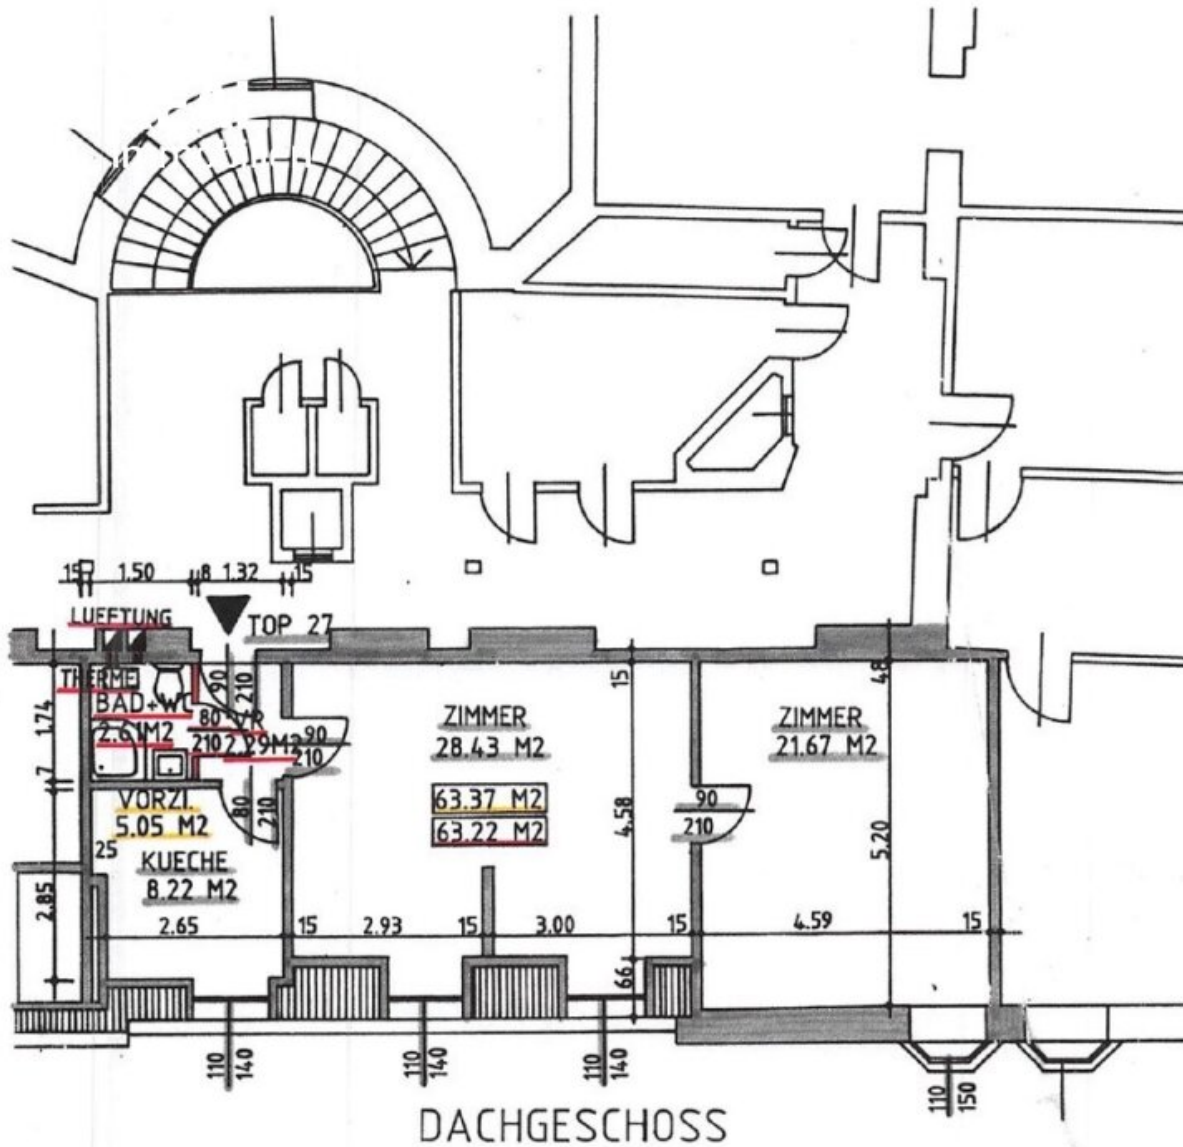 Immobilien
15 1.50 8 1.32 15
LUEFTUNG
TOP 27
THERME
BAD+WC
2.61M2
90
210
80
210
VR
2.29M2
90
210
80
210
1.74
7
VORZI.
5.05 M2
25
KUECHE
8.22 M2
2.85
ZIMMER
28.43 M2
63.37 M2
63.22 M2
15
4.58
66
90
210
ZIMMER
21.67 M2
48
5.20
2.65 15 2.93 15 3.00 15 4.59 15
110
140
110
140
110
140
110
150
DACHGESCHOSS